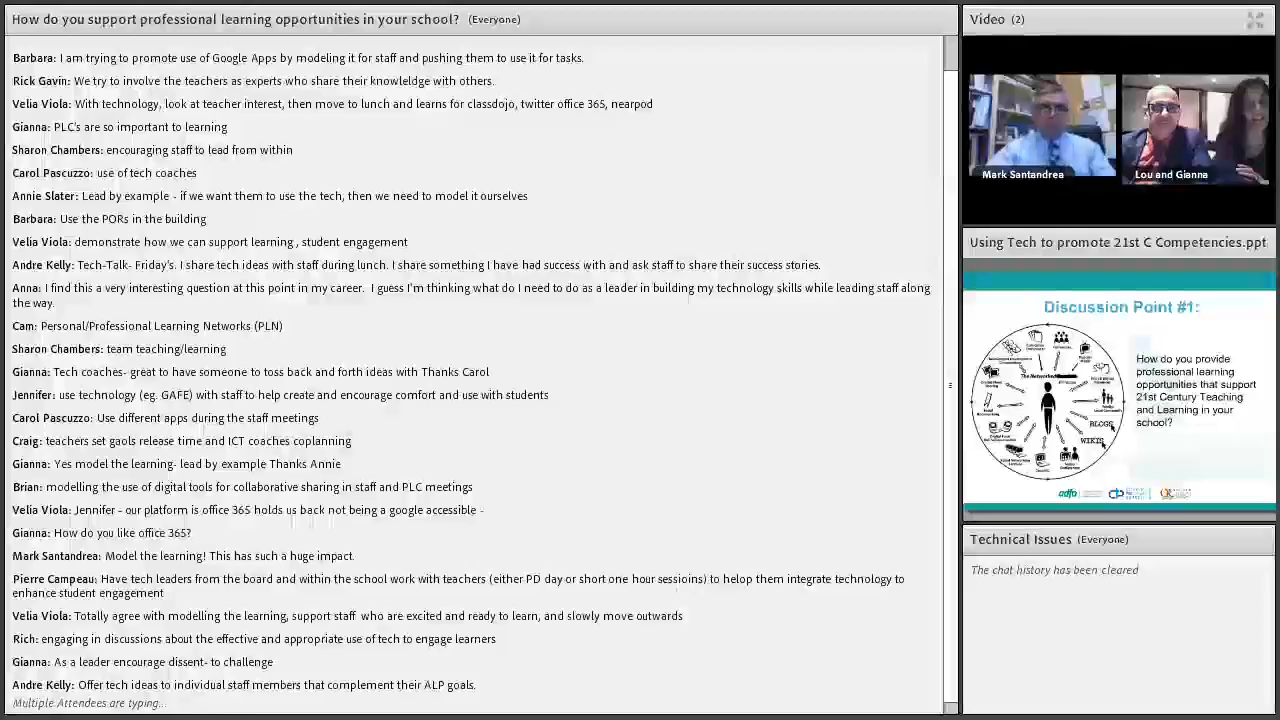 How do you support professional learning opportunities in your school? (Everyone)
Barbara: I am trying to promote use of Google Apps by modeling it for staff and pushing them to use it for tasks.
Rick Gavin: We try to involve the teachers as experts who share their knowleldge with others.
Velia Viola: With technology, look at teacher interest, then move to lunch and learns for classdojo, twitter office 365, nearpod
Gianna: PLC's are so important to learning
Sharon Chambers: encouraging staff to lead from within
Carol Pascuzzo: use of tech coaches
Annie Slater: Lead by example - if we want them to use the tech, then we need to model it ourselves
Barbara: Use the PORs in the building
Velia Viola: demonstrate how we can support learning , student engagement
Andre Kelly: Tech-Talk- Friday's. I share tech ideas with staff during lunch. I share something I have had success with and ask staff to share their success stories.
Anna: I find this a very interesting question at this point in my career. I guess I'm thinking what do I need to do as a leader in building my technology skills while leading staff along
the way.
Cam: Personal/Professional Learning Networks (PLN)
Sharon Chambers: team teaching/learning
Gianna: Tech coaches- great to have someone to toss back and forth ideas with Thanks Carol
Jennifer: use technology (eg. GAFE) with staff to help create and encourage comfort and use with students
Carol Pascuzzo: Use different apps during the staff meetings
Craig: teachers set gaols release time and ICT coaches coplanning
Gianna: Yes model the learning- lead by example Thanks Annie
Brian: modelling the use of digital tools for collaborative sharing in staff and PLC meetings
Velia Viola: Jennifer - our platform is office 365 holds us back not being a google accessible -
Gianna: How do you like office 365?
Mark Santandrea: Model the learning! This has such a huge impact.
Pierre Campeau: Have tech leaders from the board and within the school work with teachers (either PD day or short one hour sessioins) to helop them integrate technology to
enhance student engagement
Velia Viola: Totally agree with modelling the learning, support staff who are excited and ready to learn, and slowly move outwards
Rich: engaging in discussions about the effective and appropriate use of tech to engage learners
Gianna: As a leader encourage dissent- to challenge
Andre Kelly: Offer tech ideas to individual staff members that complement their ALP goals.
Multiple Attendees are typing...
Video (2)
Mark Santandrea
Lou and Gianna
Using Tech to promote 21st C Competencies.ppt
Discussion Point #1:
How do you provide
professional learning
opportunities that support
21st Century Teaching
and Learning in your
school?
The Networked
BLOGS
WIKIS
adfo
Technical Issues (Everyone)
The chat history has been cleared